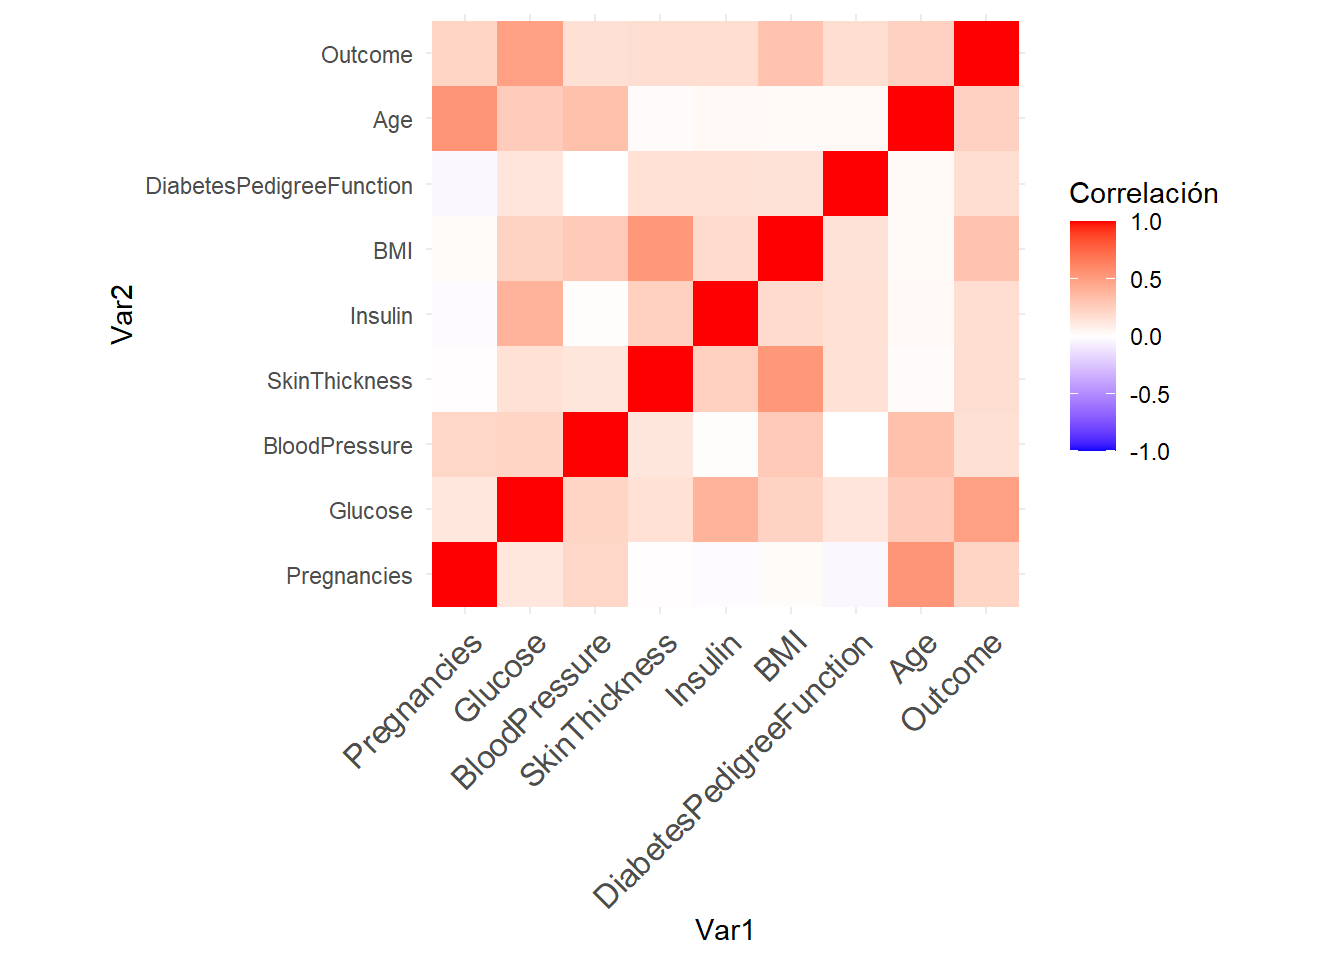 Outcome
Age
DiabetesPedigreeFunction
BMI
Insulin
SkinThickness
BloodPressure
Glucose
Pregnancies
Var2
Pregnancies
Glucose
BloodPressure
SkinThickness
Insulin
BMI
DiabetesPedigreeFunction
Age
Outcome
Var1
Correlación
1.0
0.5
0.0
-0.5
-1.0